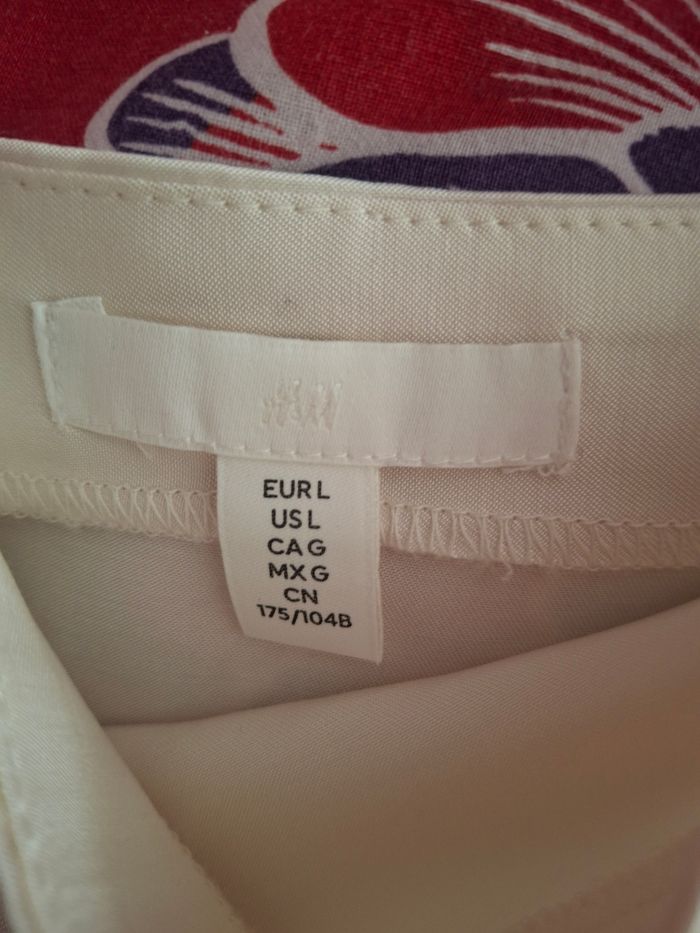 H&M
EUR L
US L
CA G
MX G
CN
175/104B